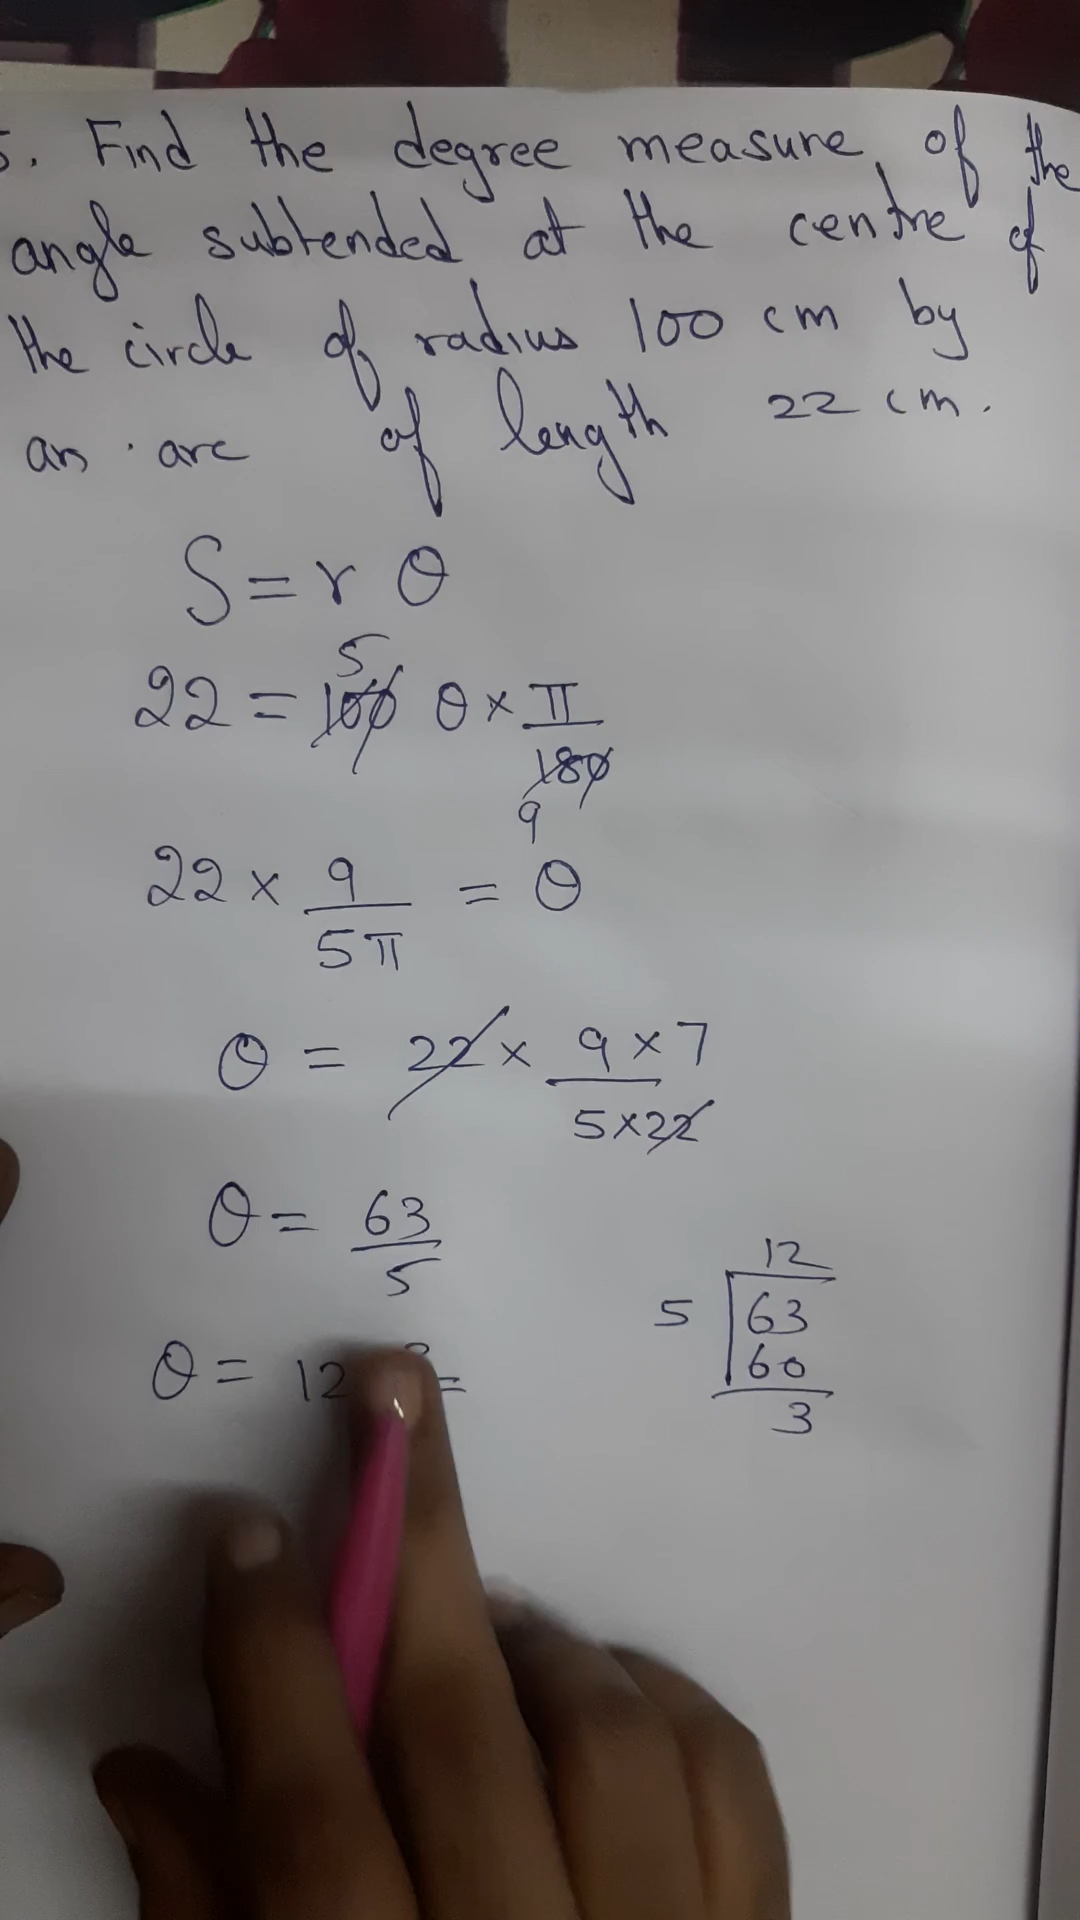 5. Find the degree measure of the
angle subtended at the centre of
the circle of radius 100 cm by
an arc of length 22 cm.
S = r θ
5
22 = 100 θ × π / 180
9
22 × 9 / 5π = θ
θ = 22 × 9 × 7 / 5 × 22
θ = 63 / 5
θ = 12 =
12
5 63
60
3